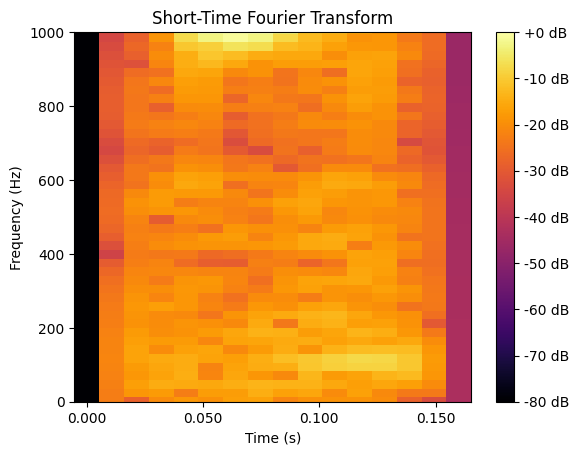 Short-Time Fourier Transform
Frequency (Hz)
1000
800
600
400
200
0
0.000
0.050
0.100
0.150
Time (s)
+0 dB
-10 dB
-20 dB
-30 dB
-40 dB
-50 dB
-60 dB
-70 dB
-80 dB